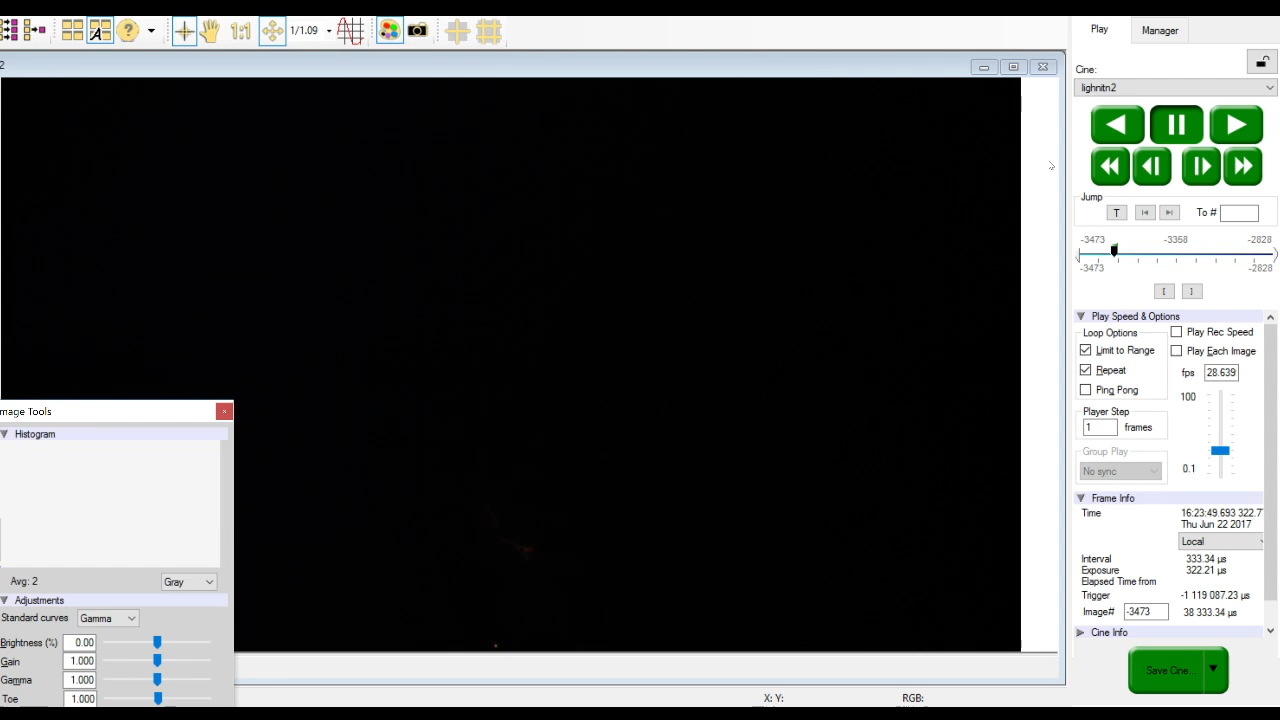 ?
A
1:1
1/1.09
2
Play
Manager
Cine:
lighnitn2
Jump
T
To #
-3473
-3358
-2828
-3473
-2828
[
]
Play Speed & Options
Loop Options
Play Rec Speed
Limit to Range
Play Each Image
Repeat
fps
28.639
Ping Pong
100
Player Step
1
frames
Group Play
No sync
0.1
Frame Info
Time
16:23:49.693 322.7
Thu Jun 22 2017
Local
Interval
333.34 µs
Exposure
322.21 µs
Elapsed Time from
Trigger
-1 119 087.23 µs
Image#
-3473
38 333.34 µs
Cine Info
Save Cine...
mage Tools
Histogram
Avg: 2
Gray
Adjustments
Standard curves
Gamma
Brightness (%)
0.00
Gain
1.000
Gamma
1.000
Toe
1.000
X: Y:
RGB: